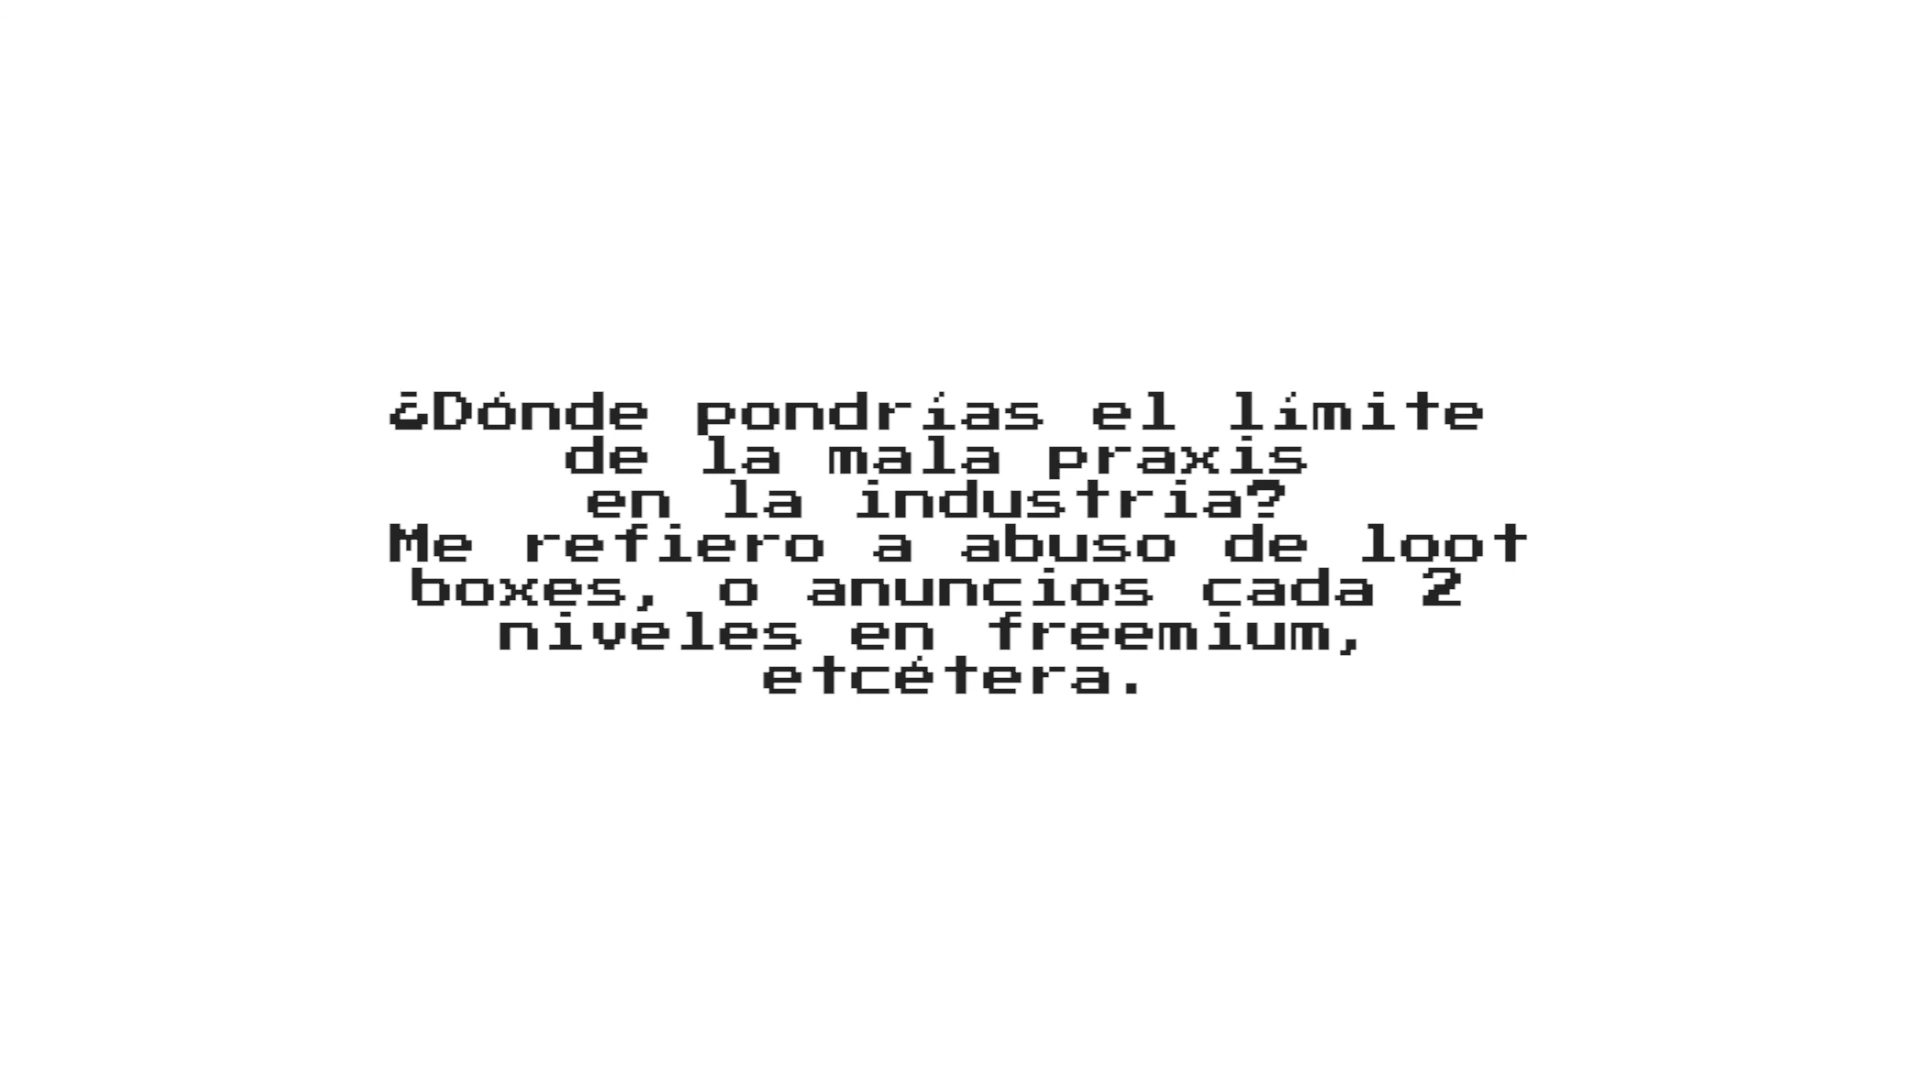 ¿Dónde pondrías el límite
de la mala praxis
en la industria?
Me refiero a abuso de loot
boxes, o anuncios cada 2
niveles en freemium,
etcétera.